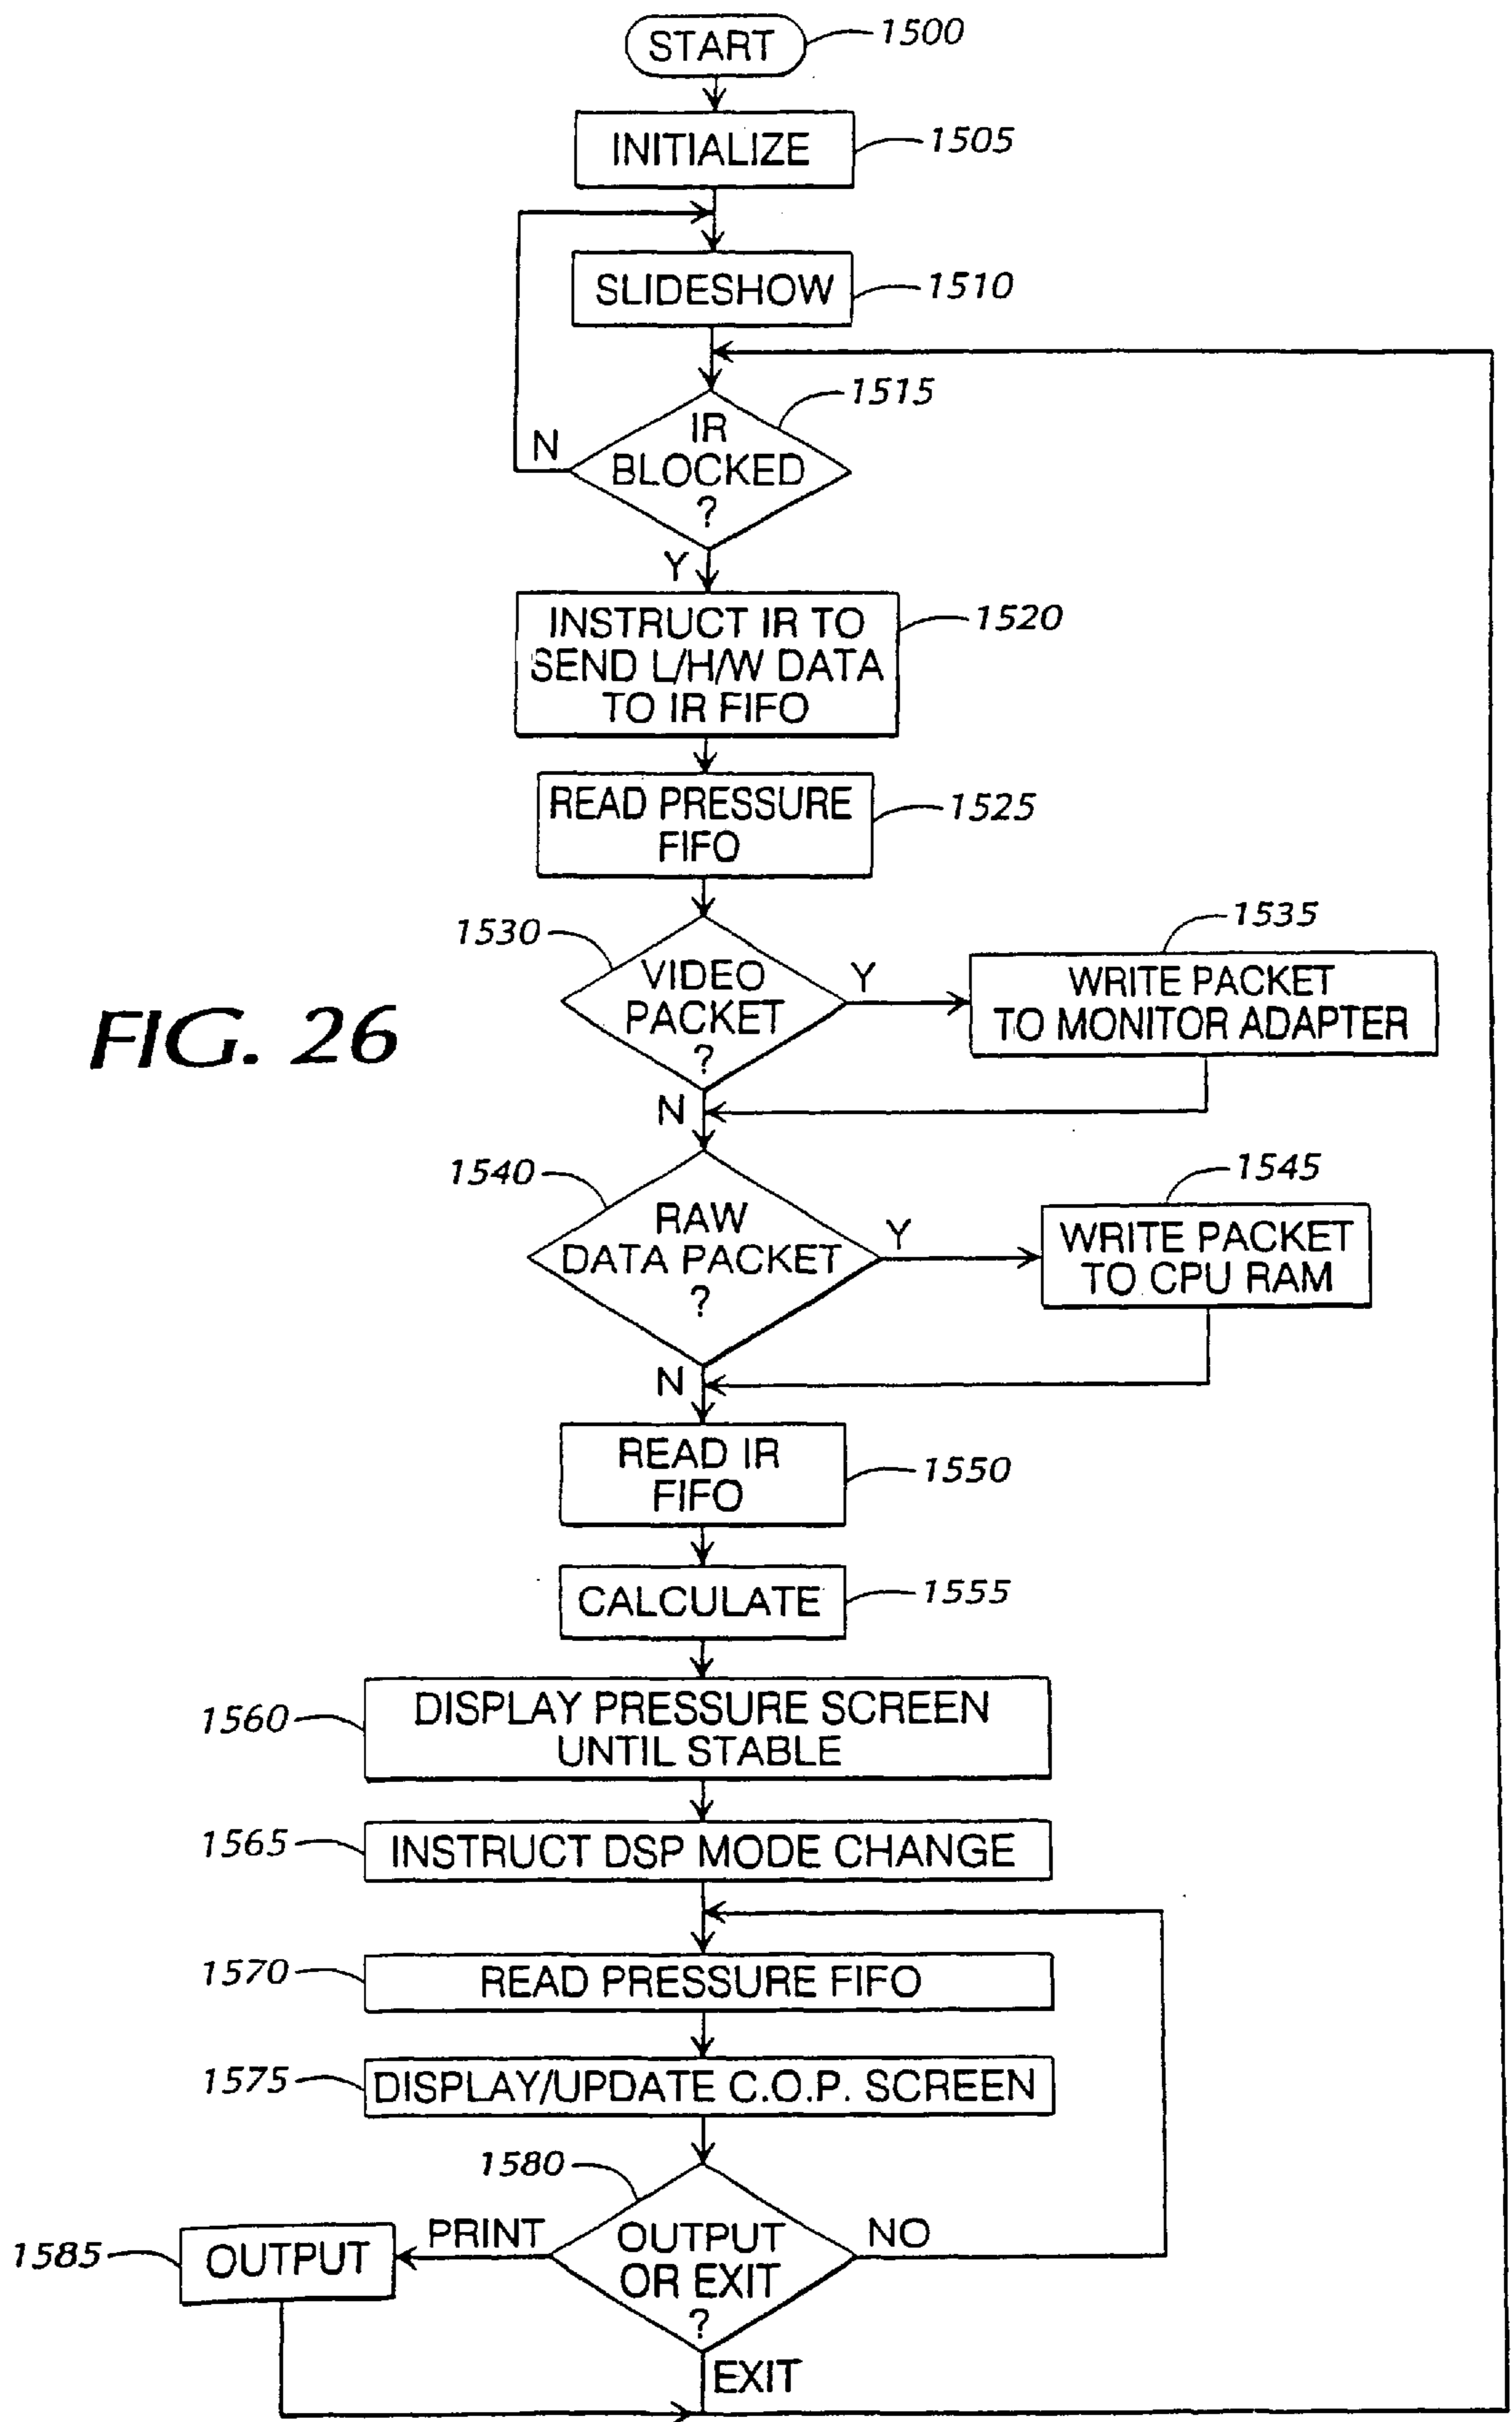 START
1500
INITIALIZE
1505
SLIDESHOW
1510
1515
IR
BLOCKED
?
N
Y
INSTRUCT IR TO
SEND L/H/W DATA
TO IR FIFO
1520
READ PRESSURE
FIFO
1525
1530
VIDEO
PACKET
?
Y
1535
WRITE PACKET
TO MONITOR ADAPTER
FIG. 26
N
1540
RAW
DATA PACKET
?
Y
1545
WRITE PACKET
TO CPU RAM
N
READ IR
FIFO
1550
CALCULATE
1555
1560
DISPLAY PRESSURE SCREEN
UNTIL STABLE
1565
INSTRUCT DSP MODE CHANGE
1570
READ PRESSURE FIFO
1575
DISPLAY/UPDATE C.O.P. SCREEN
1580
OUTPUT
OR EXIT
?
PRINT
NO
1585
OUTPUT
EXIT